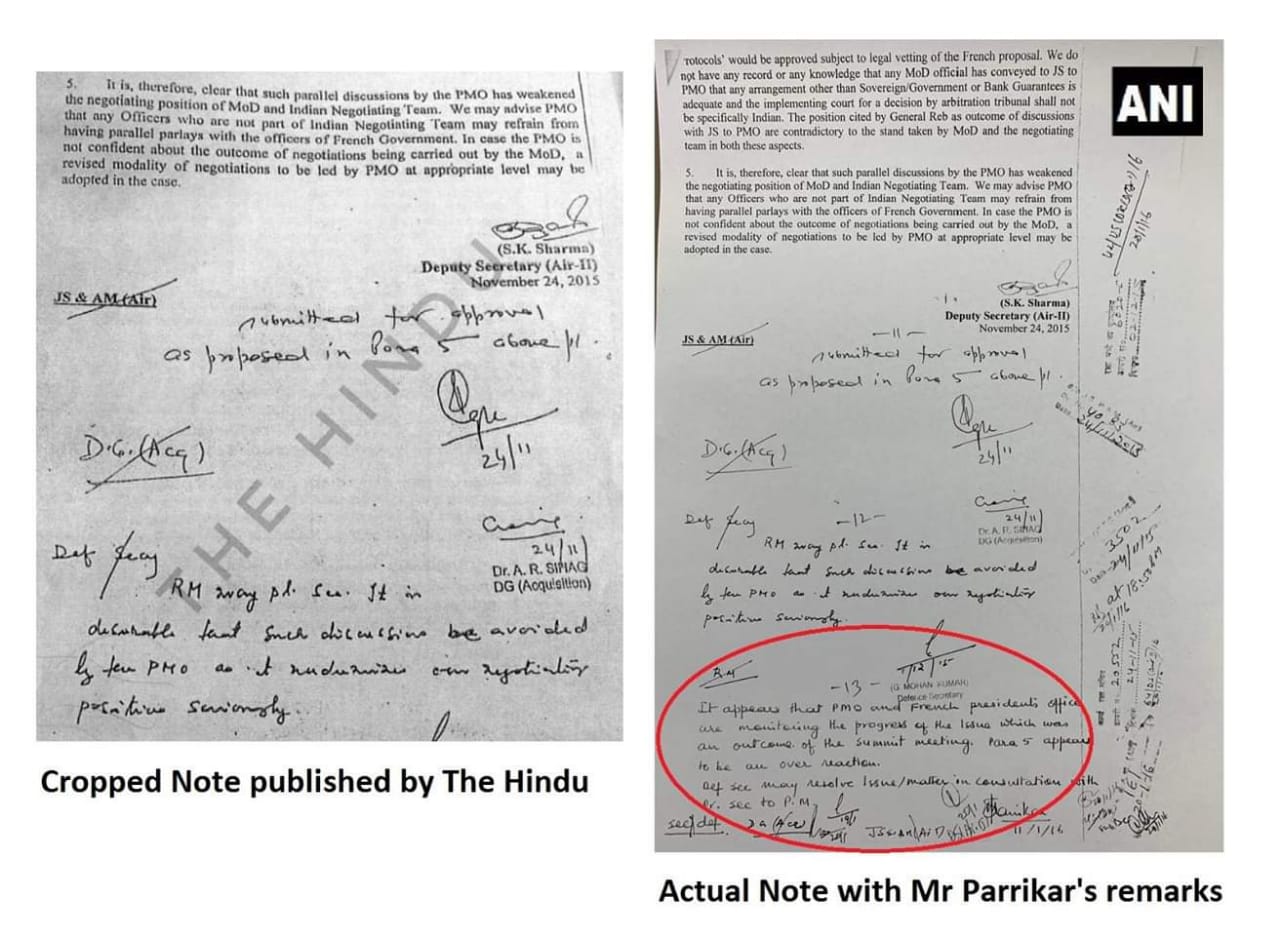 5. It is, therefore, clear that such parallel discussions by the PMO has weakened
the negotiating position of MoD and Indian Negotiating Team. We may advise PMO
that any Officers who are not part of Indian Negotiating Team may refrain from
having parallel parlays with the officers of French Government. In case the PMO is
not confident about the outcome of negotiations being carried out by the MoD, a
revised modality of negotiations to be led by PMO at appropriate level may be
adopted in the case.
(S.K. Sharma)
Deputy Secretary (Air-II)
November 24, 2015
JS & AM (Air)
submitted for approval
as proposed in Para 5 above pl.
24/11
D.G. (Acq)
24/11
Dr. A. R. SIHAG
DG (Acquisition)
Def Secy
RM may pl. see. It is
desirable that such discussions be avoided
by the PMO as it undermines our negotiating
position seriously.
THE HINDU
Cropped Note published by The Hindu
rotocols' would be approved subject to legal vetting of the French proposal. We do
not have any record or any knowledge that any MoD official has conveyed to JS to
PMO that any arrangement other than Sovereign/Government or Bank Guarantees is
adequate and the implementing court for a decision by arbitration tribunal shall not
be specifically Indian. The position cited by General Reb as outcome of discussions
with JS to PMO are contradictory to the stand taken by MoD and the negotiating
team in both these aspects.
5. It is, therefore, clear that such parallel discussions by the PMO has weakened
the negotiating position of MoD and Indian Negotiating Team. We may advise PMO
that any Officers who are not part of Indian Negotiating Team may refrain from
having parallel parlays with the officers of French Government. In case the PMO is
not confident about the outcome of negotiations being carried out by the MoD, a
revised modality of negotiations to be led by PMO at appropriate level may be
adopted in the case.
(S.K. Sharma)
Deputy Secretary (Air-II)
November 24, 2015
JS & AM (Air)
-11-
submitted for approval
as proposed in Para 5 above pl.
24/11
D.G. (Acq)
24/11
Dr. A. R. SIHAG
DG (Acquisition)
Def Secy
-12-
RM may pl. see. It is
desirable that such discussions be avoided
by the PMO as it undermines our negotiating
position seriously.
1/12/15
(G. MOHAN KUMAR)
Defence Secretary
RM
-13-
It appears that PMO and French presidents office
are monitoring the progress of the Issue which was
an outcome of the summit meeting. Para 5 appears
to be an over reaction.
Def sec may resolve Issue/matter in consultation with
Pr. sec to P.M.
11/1/16
sec/def
ANI
Actual Note with Mr Parrikar's remarks